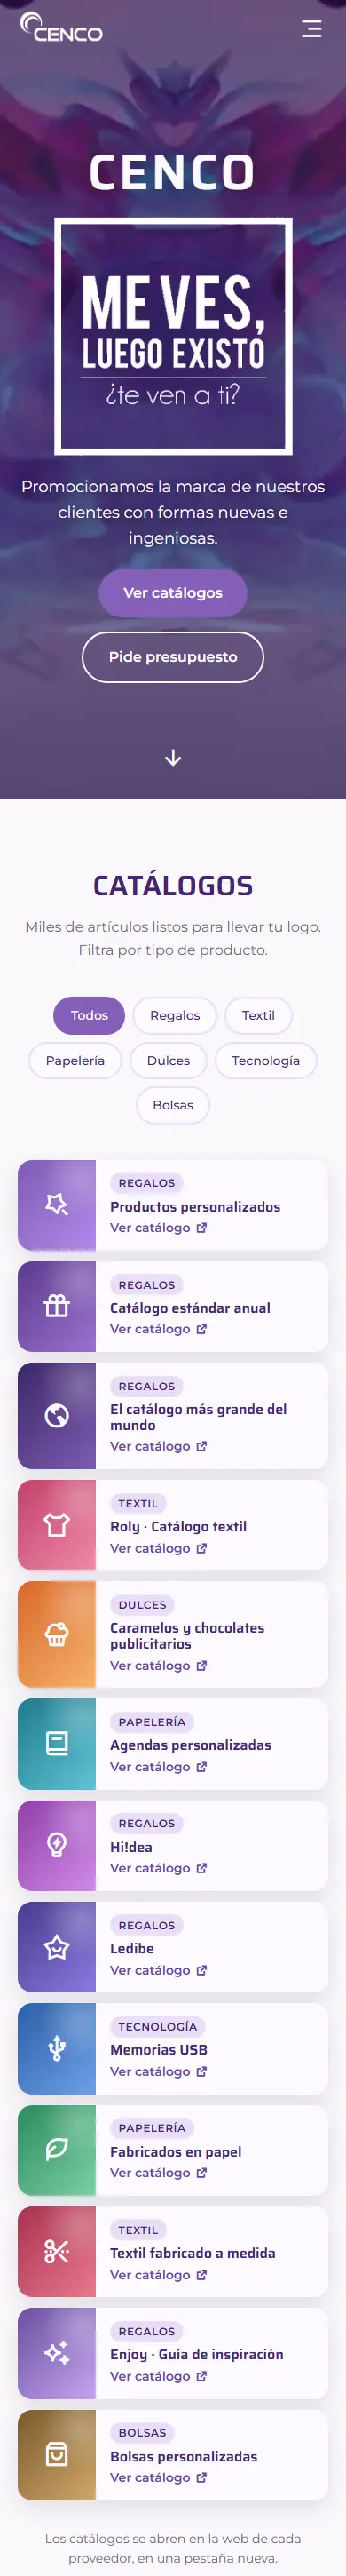 CENCO
CENCO
ME VES,
LUEGO EXISTO
¿te ven a ti?
Promocionamos la marca de nuestros
clientes con formas nuevas e
ingeniosas.
Ver catálogos
Pide presupuesto
CATÁLOGOS
Miles de artículos listos para llevar tu logo.
Filtra por tipo de producto.
Todos
Regalos
Textil
Papelería
Dulces
Tecnología
Bolsas
REGALOS
Productos personalizados
Ver catálogo
REGALOS
Catálogo estándar anual
Ver catálogo
REGALOS
El catálogo más grande del
mundo
Ver catálogo
TEXTIL
Roly · Catálogo textil
Ver catálogo
DULCES
Caramelos y chocolates
publicitarios
Ver catálogo
PAPELERÍA
Agendas personalizadas
Ver catálogo
REGALOS
Hi!dea
Ver catálogo
REGALOS
Ledibe
Ver catálogo
TECNOLOGÍA
Memorias USB
Ver catálogo
PAPELERÍA
Fabricados en papel
Ver catálogo
TEXTIL
Textil fabricado a medida
Ver catálogo
REGALOS
Enjoy · Guía de inspiración
Ver catálogo
BOLSAS
Bolsas personalizadas
Ver catálogo
Los catálogos se abren en la web de cada
proveedor, en una pestaña nueva.